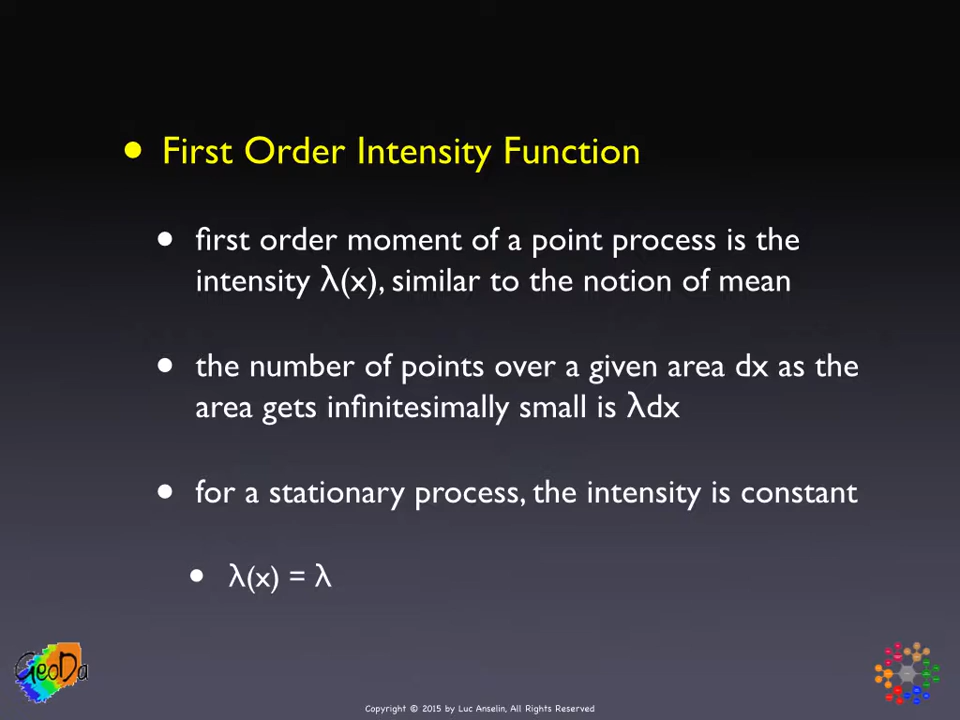 • First Order Intensity Function
• first order moment of a point process is the
intensity λ(x), similar to the notion of mean
• the number of points over a given area dx as the
area gets infinitesimally small is λdx
• for a stationary process, the intensity is constant
• λ(x) = λ
GeoDa
Copyright © 2015 by Luc Anselin, All Rights Reserved